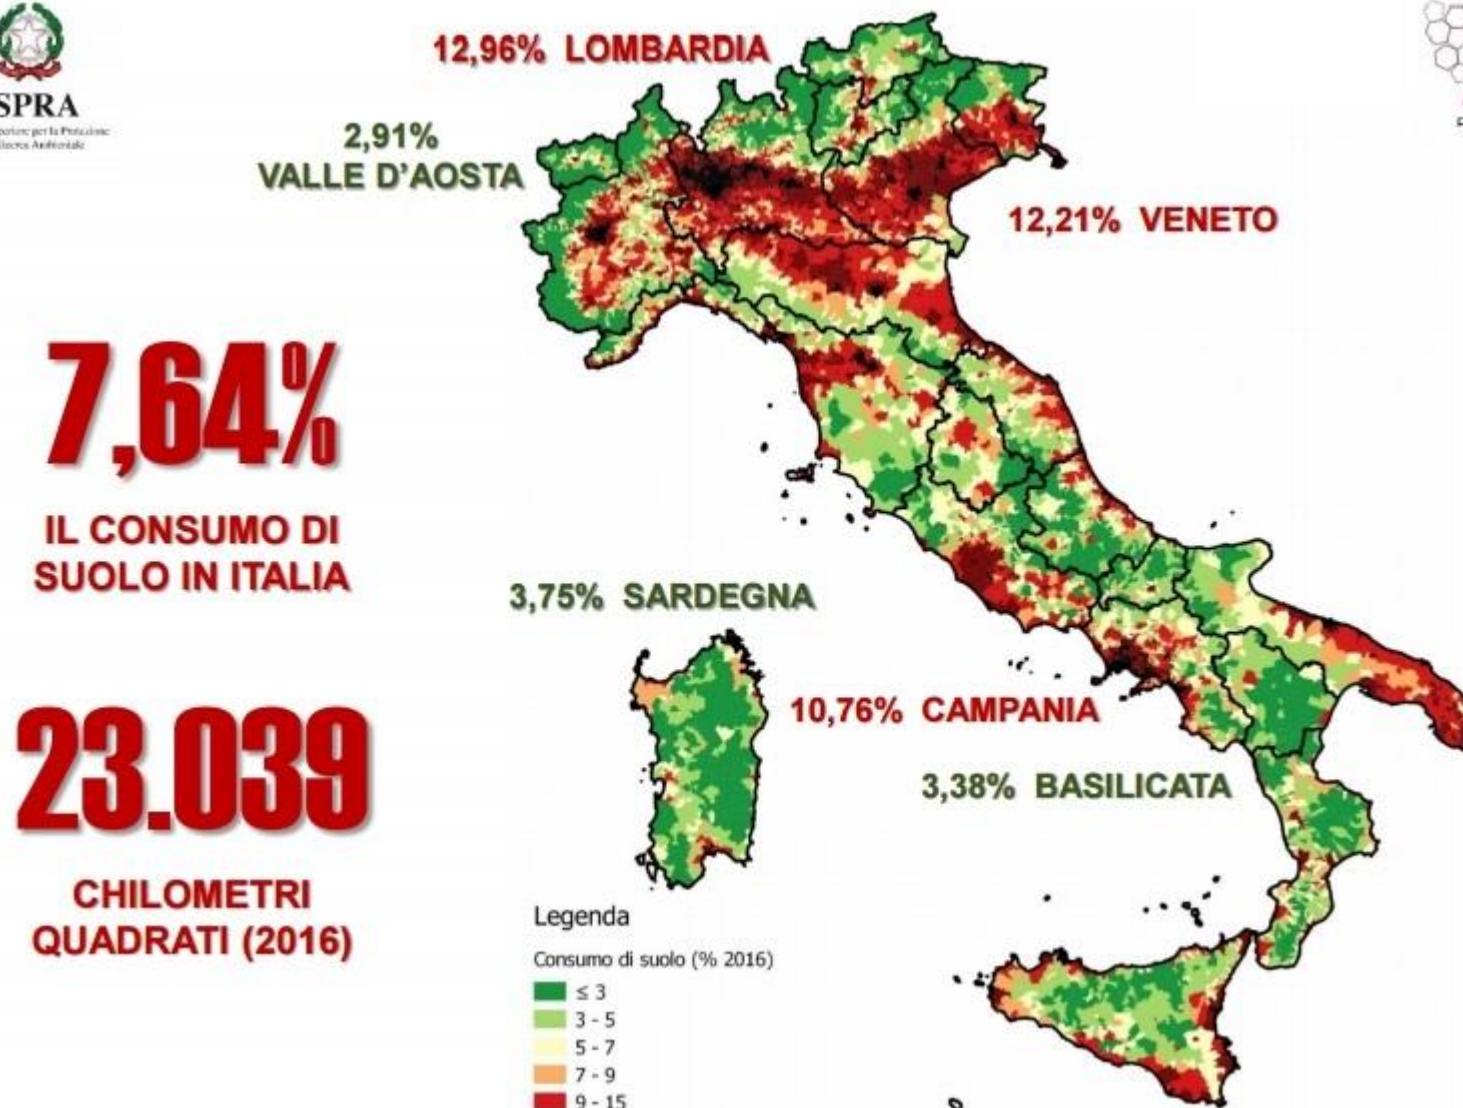 SPRA
12,96% LOMBARDIA
2,91%
VALLE D'AOSTA
12,21% VENETO
7,64%
IL CONSUMO DI
SUOLO IN ITALIA
3,75% SARDEGNA
10,76% CAMPANIA
3,38% BASILICATA
23.039
CHILOMETRI
QUADRATI (2016)
Legenda
Consumo di suolo (% 2016)
≤ 3
3 - 5
5 - 7
7 - 9
9 - 15